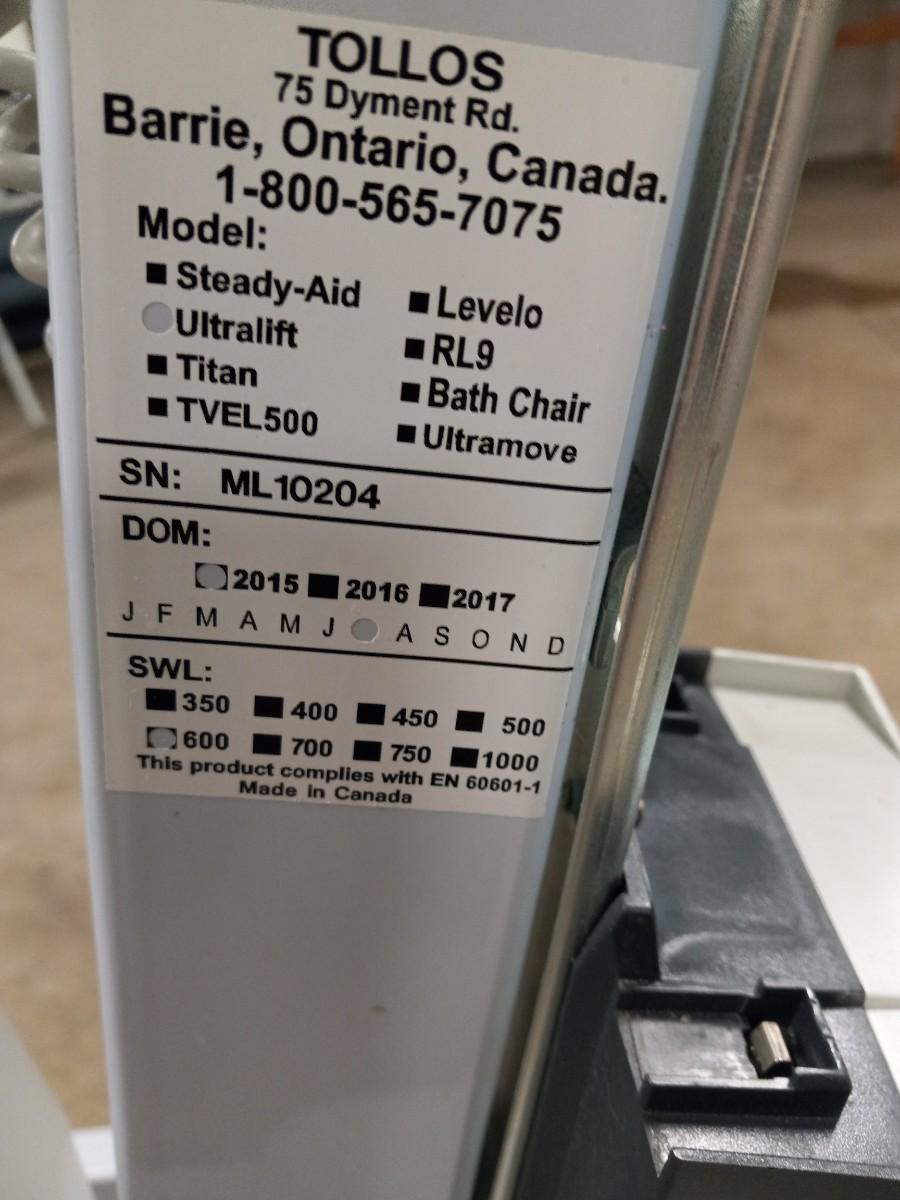 TOLLOS
75 Dyment Rd.
Barrie, Ontario, Canada.
1-800-565-7075
Model:
Steady-Aid
Ultralift
Titan
TVEL500
Levelo
RL9
Bath Chair
Ultramove
SN: ML10204
DOM:
2015 2016 2017
J F M A M J A S O N D
SWL:
350 400 450 500
600 700 750 1000
This product complies with EN 60601-1
Made in Canada